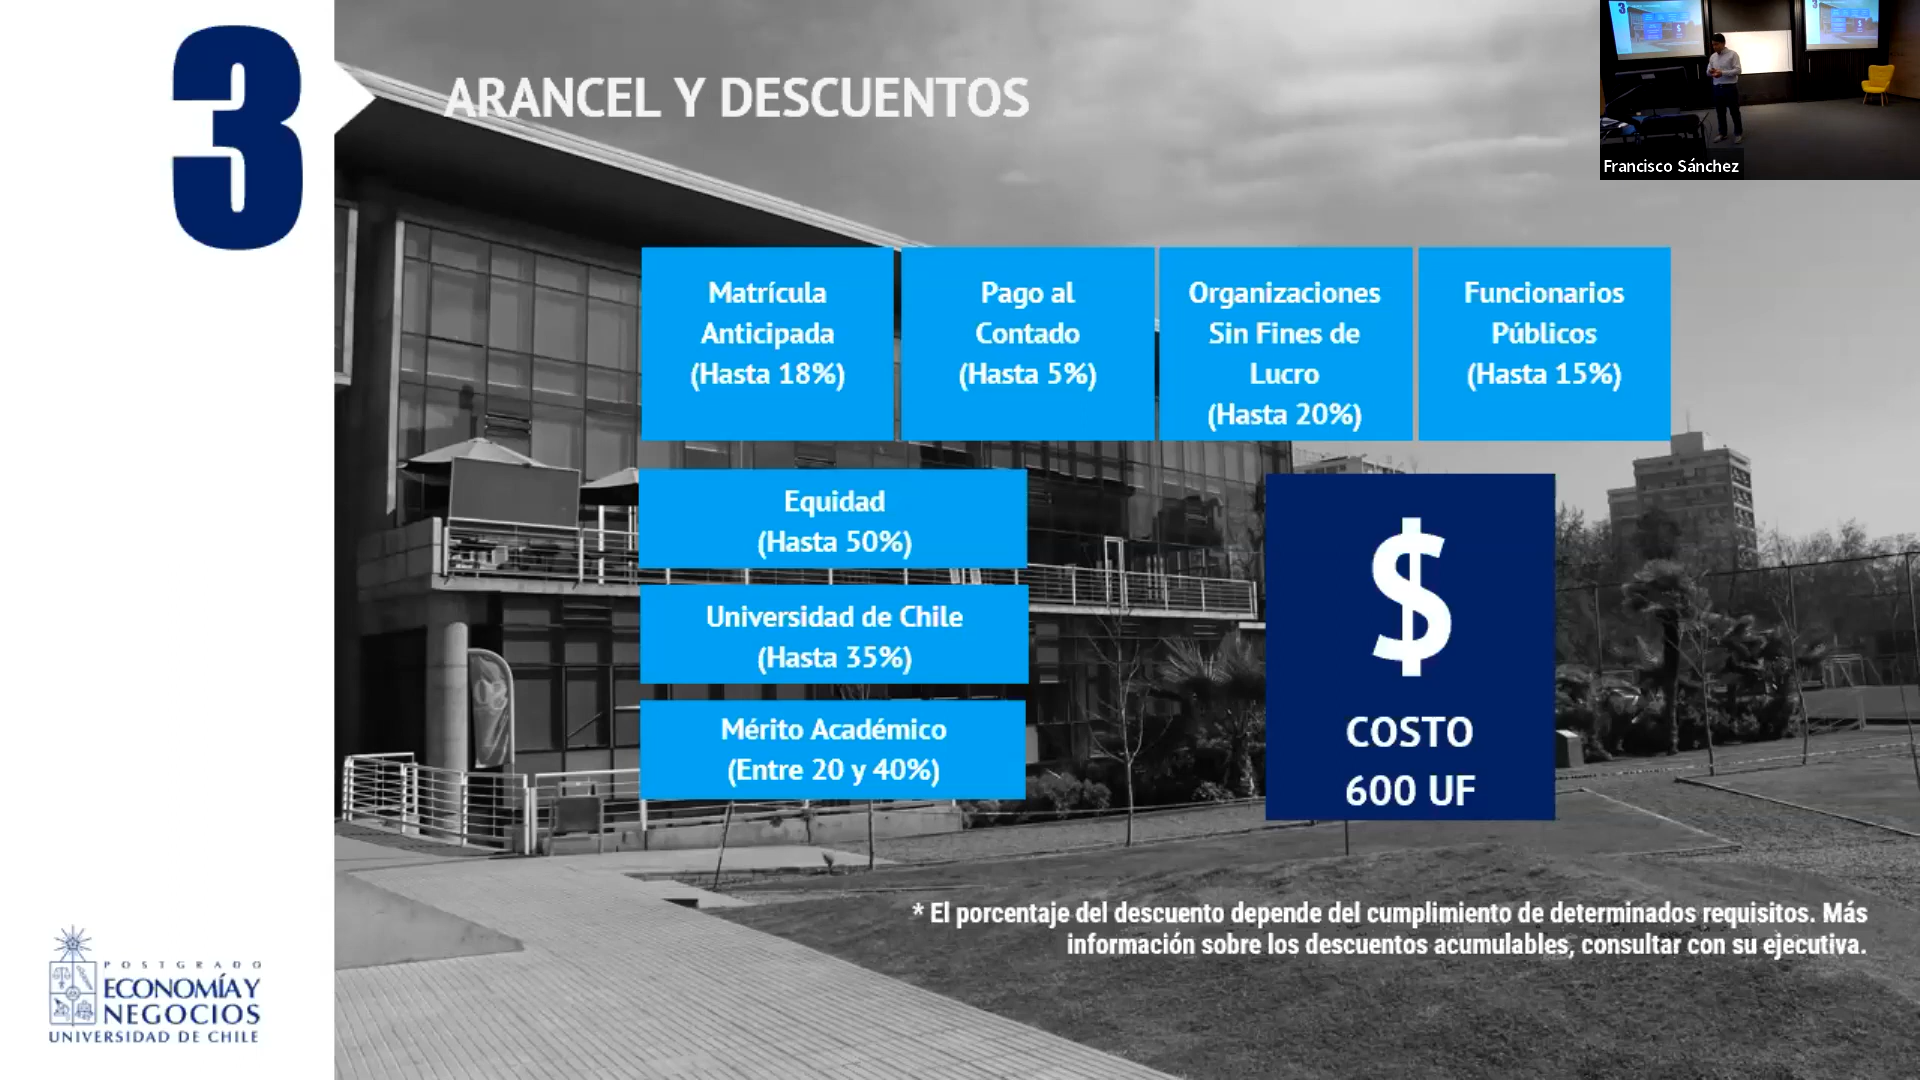 3
ARANCEL Y DESCUENTOS
Francisco Sánchez
Matrícula
Anticipada
(Hasta 18%)
Pago al
Contado
(Hasta 5%)
Organizaciones
Sin Fines de
Lucro
(Hasta 20%)
Funcionarios
Públicos
(Hasta 15%)
Equidad
(Hasta 50%)
Universidad de Chile
(Hasta 35%)
Mérito Académico
(Entre 20 y 40%)
$
COSTO
600 UF
* El porcentaje del descuento depende del cumplimiento de determinados requisitos. Más
información sobre los descuentos acumulables, consultar con su ejecutiva.
POSTGRADO
ECONOMÍA Y
NEGOCIOS
UNIVERSIDAD DE CHILE